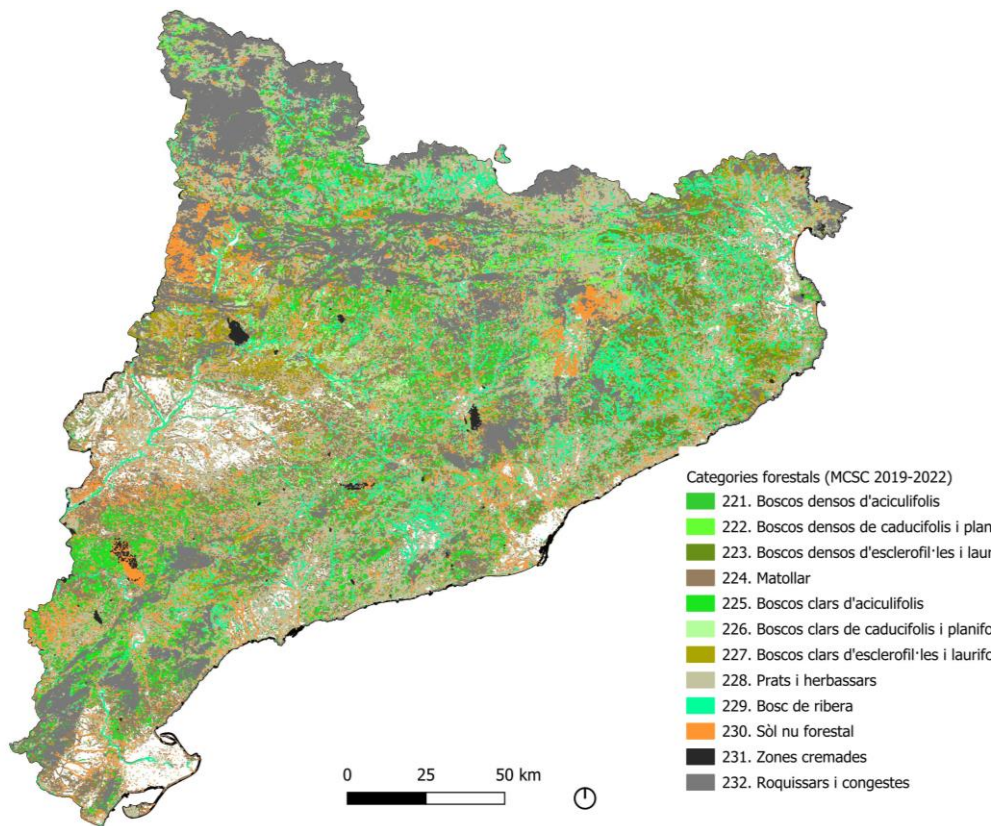 Categories forestals (MCSC 2019-2022)
221. Boscos densos d'aciculifolis
222. Boscos densos de caducifolis i plan
223. Boscos densos d'esclerofil·les i laur
224. Matollar
225. Boscos clars d'aciculifolis
226. Boscos clars de caducifolis i planifo
227. Boscos clars d'esclerofil·les i laurifo
228. Prats i herbassars
229. Bosc de ribera
230. Sòl nu forestal
231. Zones cremades
232. Roquissars i congestes
0 25 50 km